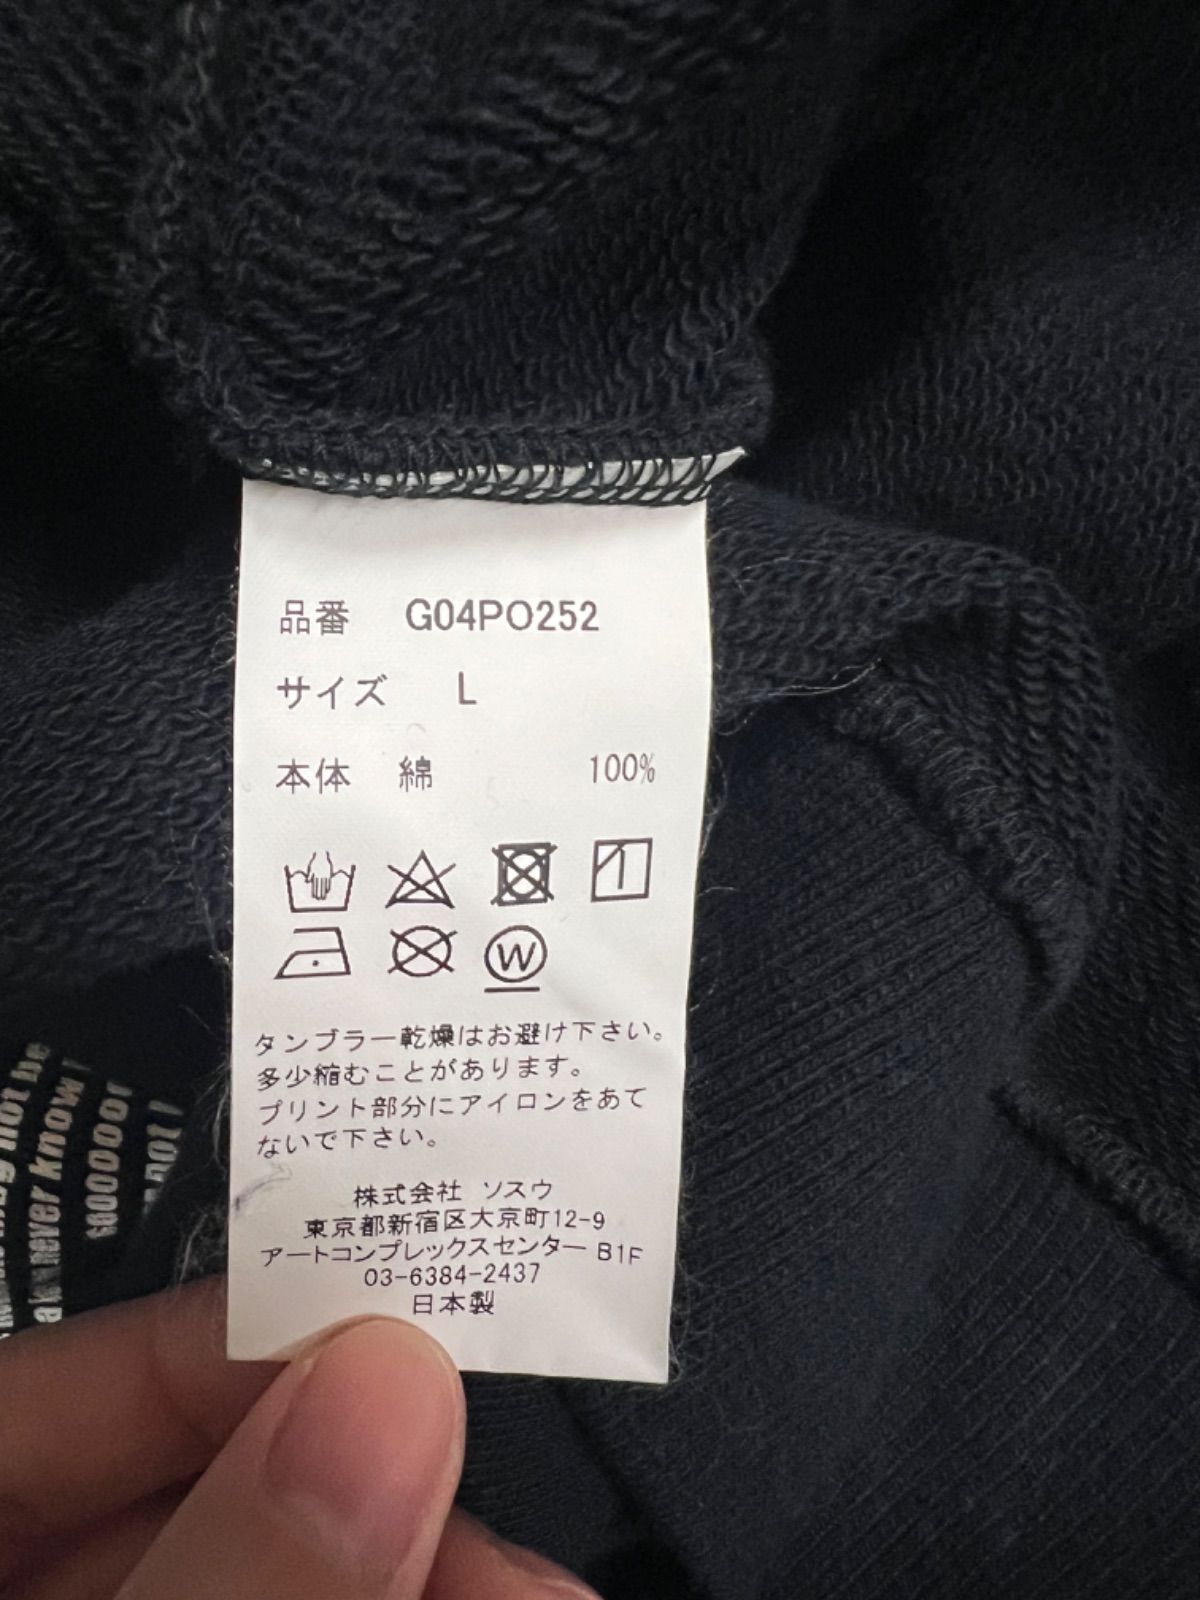 品番 G04PO252
サイズ L
本体 綿 100%
W
タンブラー乾燥はお避け下さい。
多少縮むことがあります。
プリント部分にアイロンをあて
ないで下さい。
株式会社 ソスウ
東京都新宿区大京町12-9
アートコンプレックスセンター B1F
03-6384-2437
日本製
not be
never know